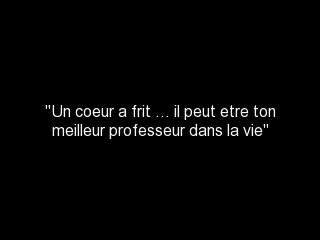 "Un coeur a frit … il peut etre ton
meilleur professeur dans la vie"